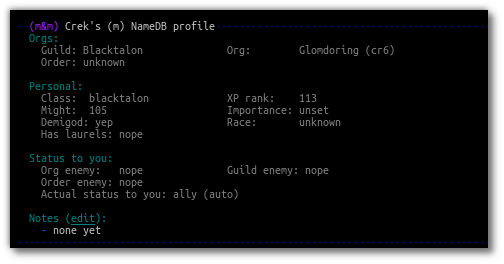 (m&m) Crek's (m) NameDB profile
Orgs:
Guild: Blacktalon Org: Glomdoring (cr6)
Order: unknown
Personal:
Class: blacktalon XP rank: 113
Might: 105 Importance: unset
Demigod: yep Race: unknown
Has laurels: nope
Status to you:
Org enemy: nope Guild enemy: nope
Order enemy: nope
Actual status to you: ally (auto)
Notes (edit):
- none yet